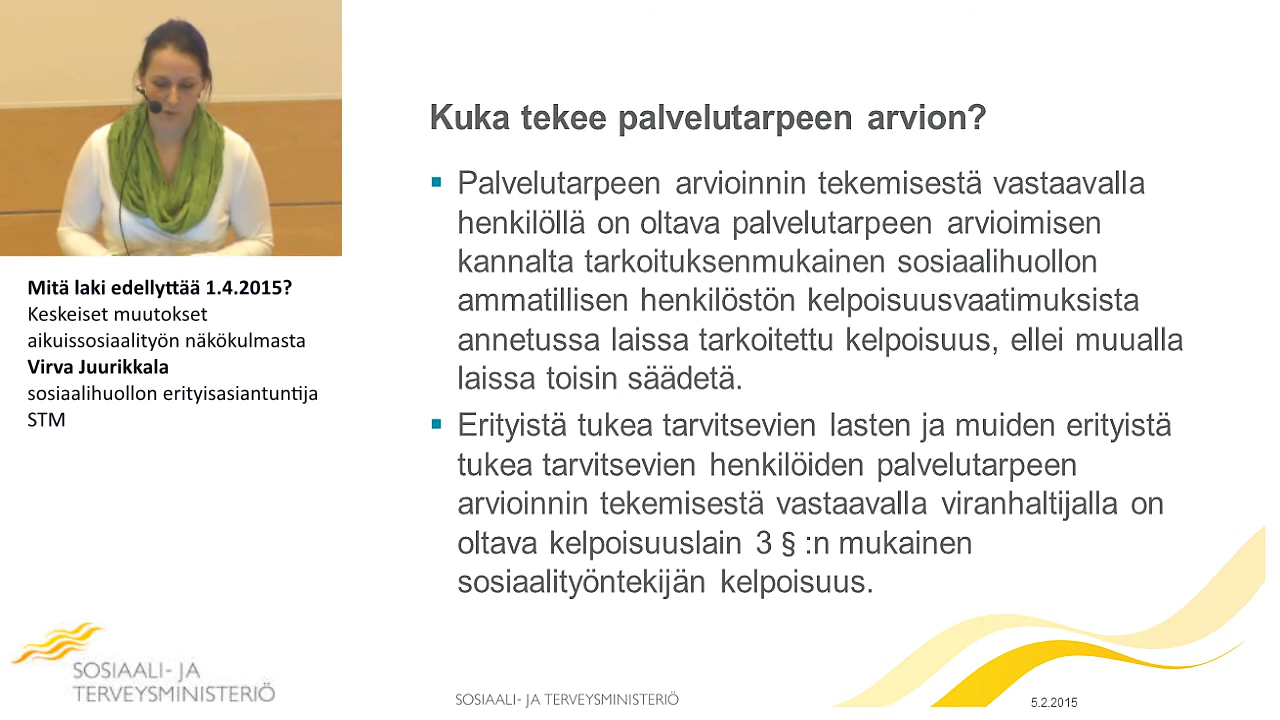 Kuka tekee palvelutarpeen arvion?
Palvelutarpeen arvioinnin tekemisestä vastaavalla
henkilöllä on oltava palvelutarpeen arvioimisen
kannalta tarkoituksenmukainen sosiaalihuollon
ammatillisen henkilöstön kelpoisuusvaatimuksista
annetussa laissa tarkoitettu kelpoisuus, ellei muualla
laissa toisin säädetä.
Erityistä tukea tarvitsevien lasten ja muiden erityistä
tukea tarvitsevien henkilöiden palvelutarpeen
arvioinnin tekemisestä vastaavalla viranhaltijalla on
oltava kelpoisuuslain 3 § :n mukainen
sosiaalityöntekijän kelpoisuus.
Mitä laki edellyttää 1.4.2015?
Keskeiset muutokset
aikuissosiaalityön näkökulmasta
Virva Juurikkala
sosiaalihuollon erityisasiantuntija
STM
SOSIAALI- JA
TERVEYSMINISTERIÖ
SOSIAALI- JA TERVEYSMINISTERIÖ
5.2.2015